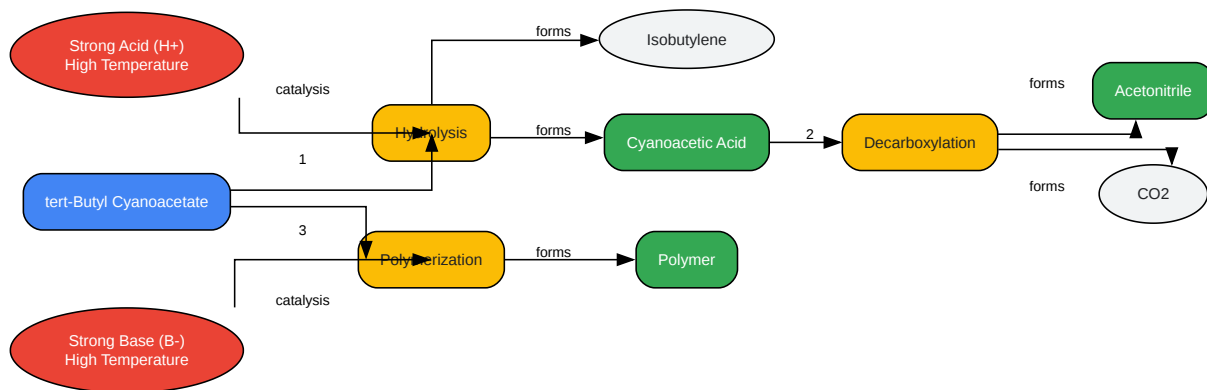 Strong Acid (H+)
High Temperature
catalysis
forms
Isobutylene
Hydrolysis
forms
Cyanoacetic Acid
2
Decarboxylation
forms
Acetonitrile
forms
CO2
1
tert-Butyl Cyanoacetate
3
Polymerization
forms
Polymer
catalysis
Strong Base (B-)
High Temperature